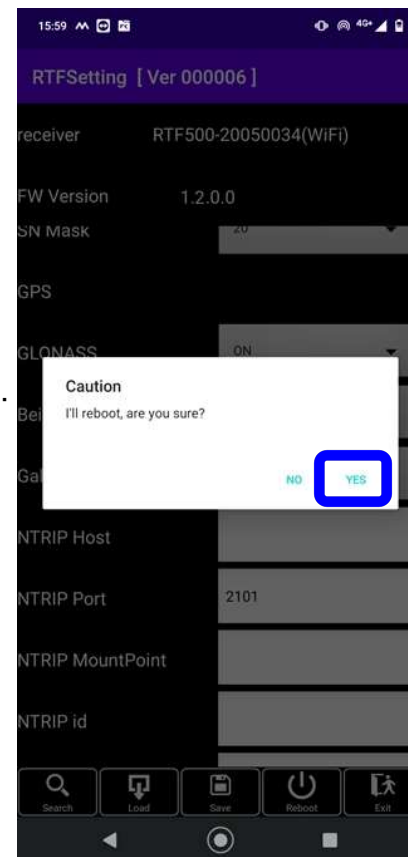 15:59 4G+
RTFSetting [ Ver 000006 ]
receiver RTF500-20050034(WiFi)
FW Version 1.2.0.0
SN Mask 20
GPS
GLONASS ON
Caution
.
Bei I'll reboot, are you sure?
Gal NO YES
NTRIP Host
NTRIP Port 2101
NTRIP MountPoint
NTRIP id
Search Load Save Reboot Exit